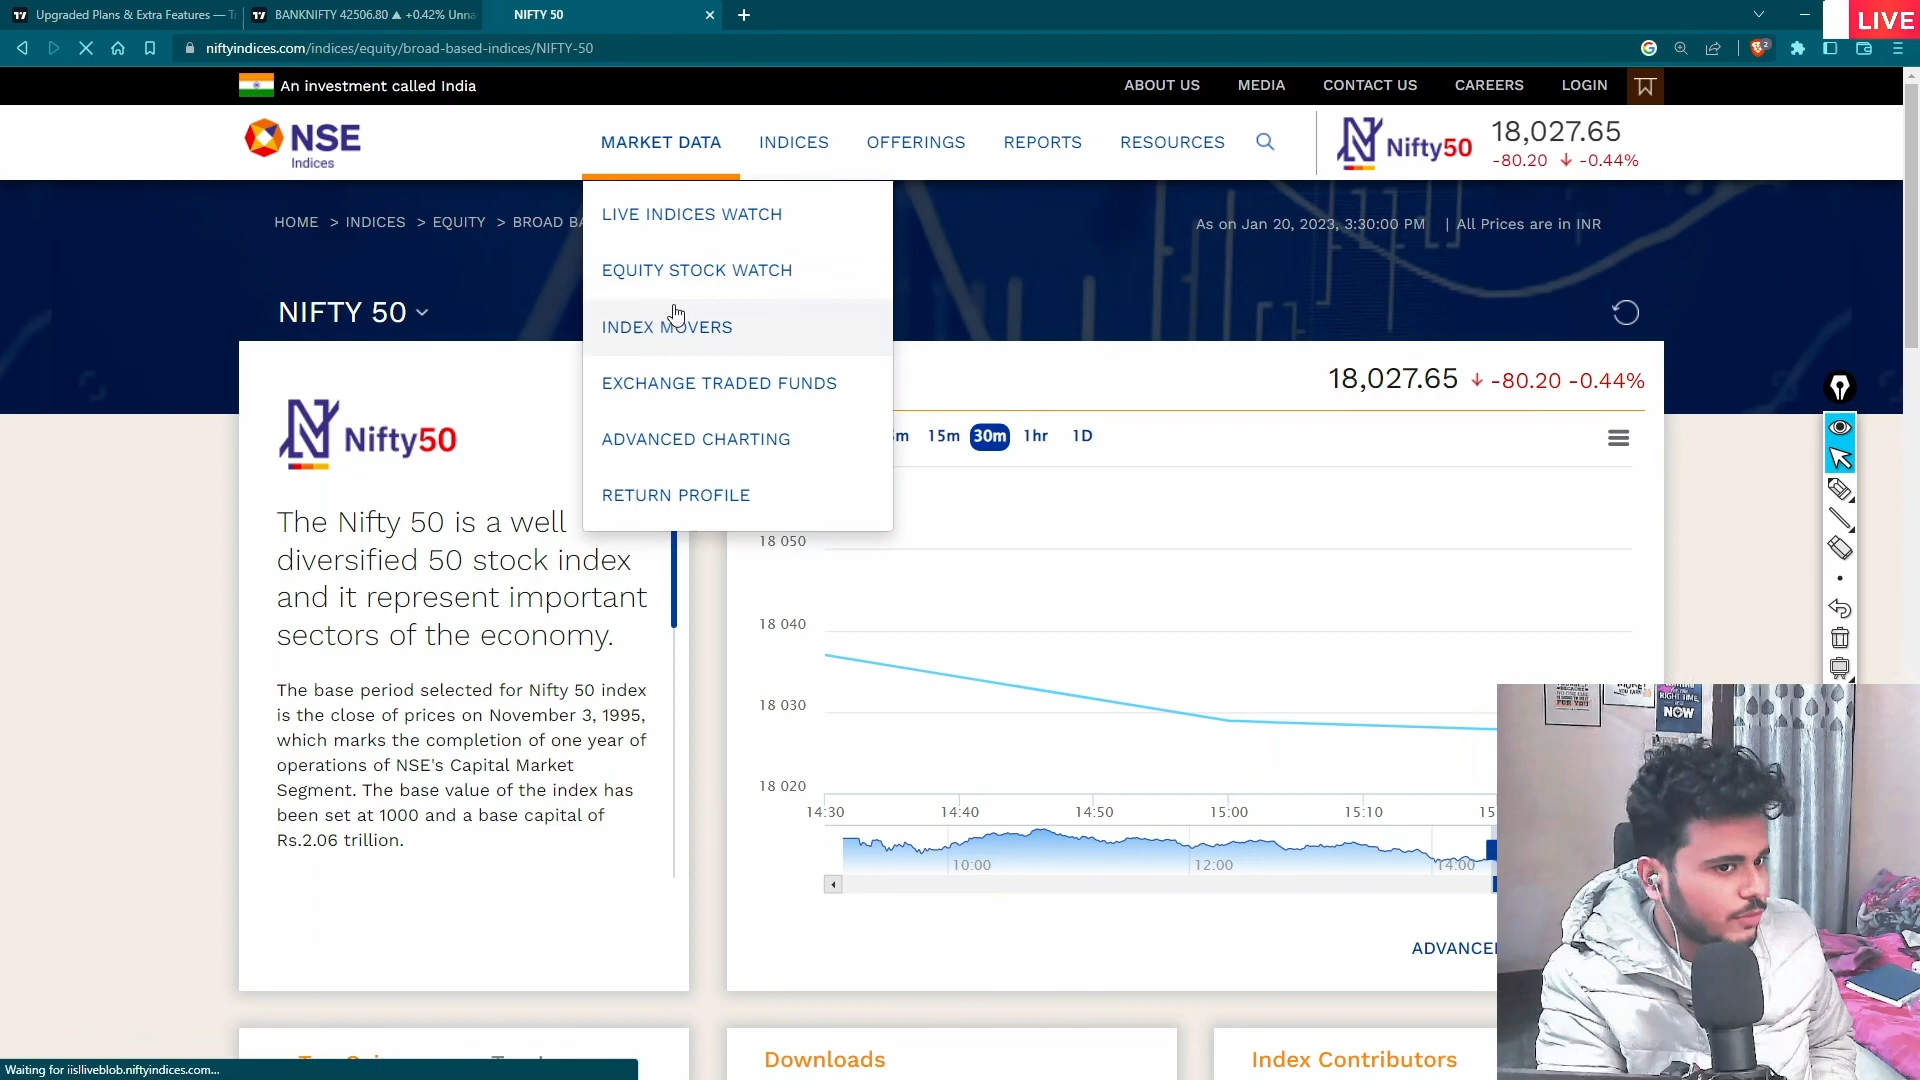 Upgraded Plans & Extra Features —
BANKNIFTY 42506.80 ▲ +0.42% Unna
NIFTY 50
LIVE
niftyindices.com/indices/equity/broad-based-indices/NIFTY-50
An investment called India
ABOUT US
MEDIA
CONTACT US
CAREERS
LOGIN
NSE
Indices
MARKET DATA
INDICES
OFFERINGS
REPORTS
RESOURCES
Nifty50
18,027.65
-80.20 ↓ -0.44%
HOME > INDICES > EQUITY > BROAD BA
As on Jan 20, 2023, 3:30:00 PM | All Prices are in INR
LIVE INDICES WATCH
EQUITY STOCK WATCH
INDEX MOVERS
EXCHANGE TRADED FUNDS
ADVANCED CHARTING
RETURN PROFILE
NIFTY 50
18,027.65 ↓ -80.20 -0.44%
m 15m 30m 1hr 1D
Nifty50
The Nifty 50 is a well
diversified 50 stock index
and it represent important
sectors of the economy.
The base period selected for Nifty 50 index
is the close of prices on November 3, 1995,
which marks the completion of one year of
operations of NSE's Capital Market
Segment. The base value of the index has
been set at 1000 and a base capital of
Rs.2.06 trillion.
18 050
18 040
18 030
18 020
14:30 14:40 14:50 15:00 15:10 15
10:00 12:00 14:00
ADVANCE
FOR YOU
RIGHT TIME,
NOW
Downloads
Index Contributors
Waiting for iislliveblob.niftyindices.com...